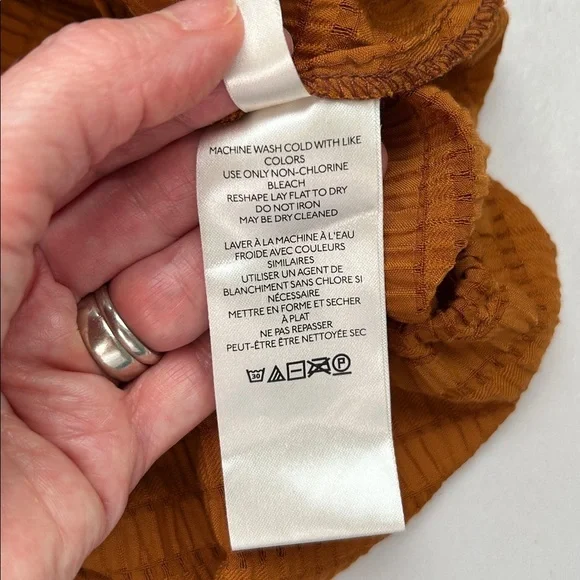 MACHINE WASH COLD WITH LIKE
COLORS
USE ONLY NON-CHLORINE
BLEACH
RESHAPE LAY FLAT TO DRY
DO NOT IRON
MAY BE DRY CLEANED
LAVER À LA MACHINE À L'EAU
FROIDE AVEC COULEURS
SIMILAIRES
UTILISER UN AGENT DE
BLANCHIMENT SANS CHLORE SI
NÉCESSAIRE
METTRE EN FORME ET SECHER
À PLAT
NE PAS REPASSER
PEUT-ÊTRE ÊTRE NETTOYÉE SEC
30 P